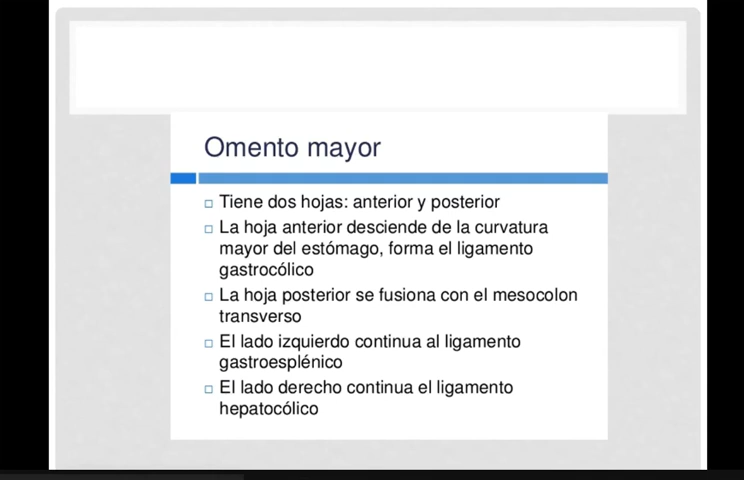 Omento mayor
Tiene dos hojas: anterior y posterior
La hoja anterior desciende de la curvatura
mayor del estómago, forma el ligamento
gastrocólico
La hoja posterior se fusiona con el mesocolon
transverso
El lado izquierdo continua al ligamento
gastroesplénico
El lado derecho continua el ligamento
hepatocólico